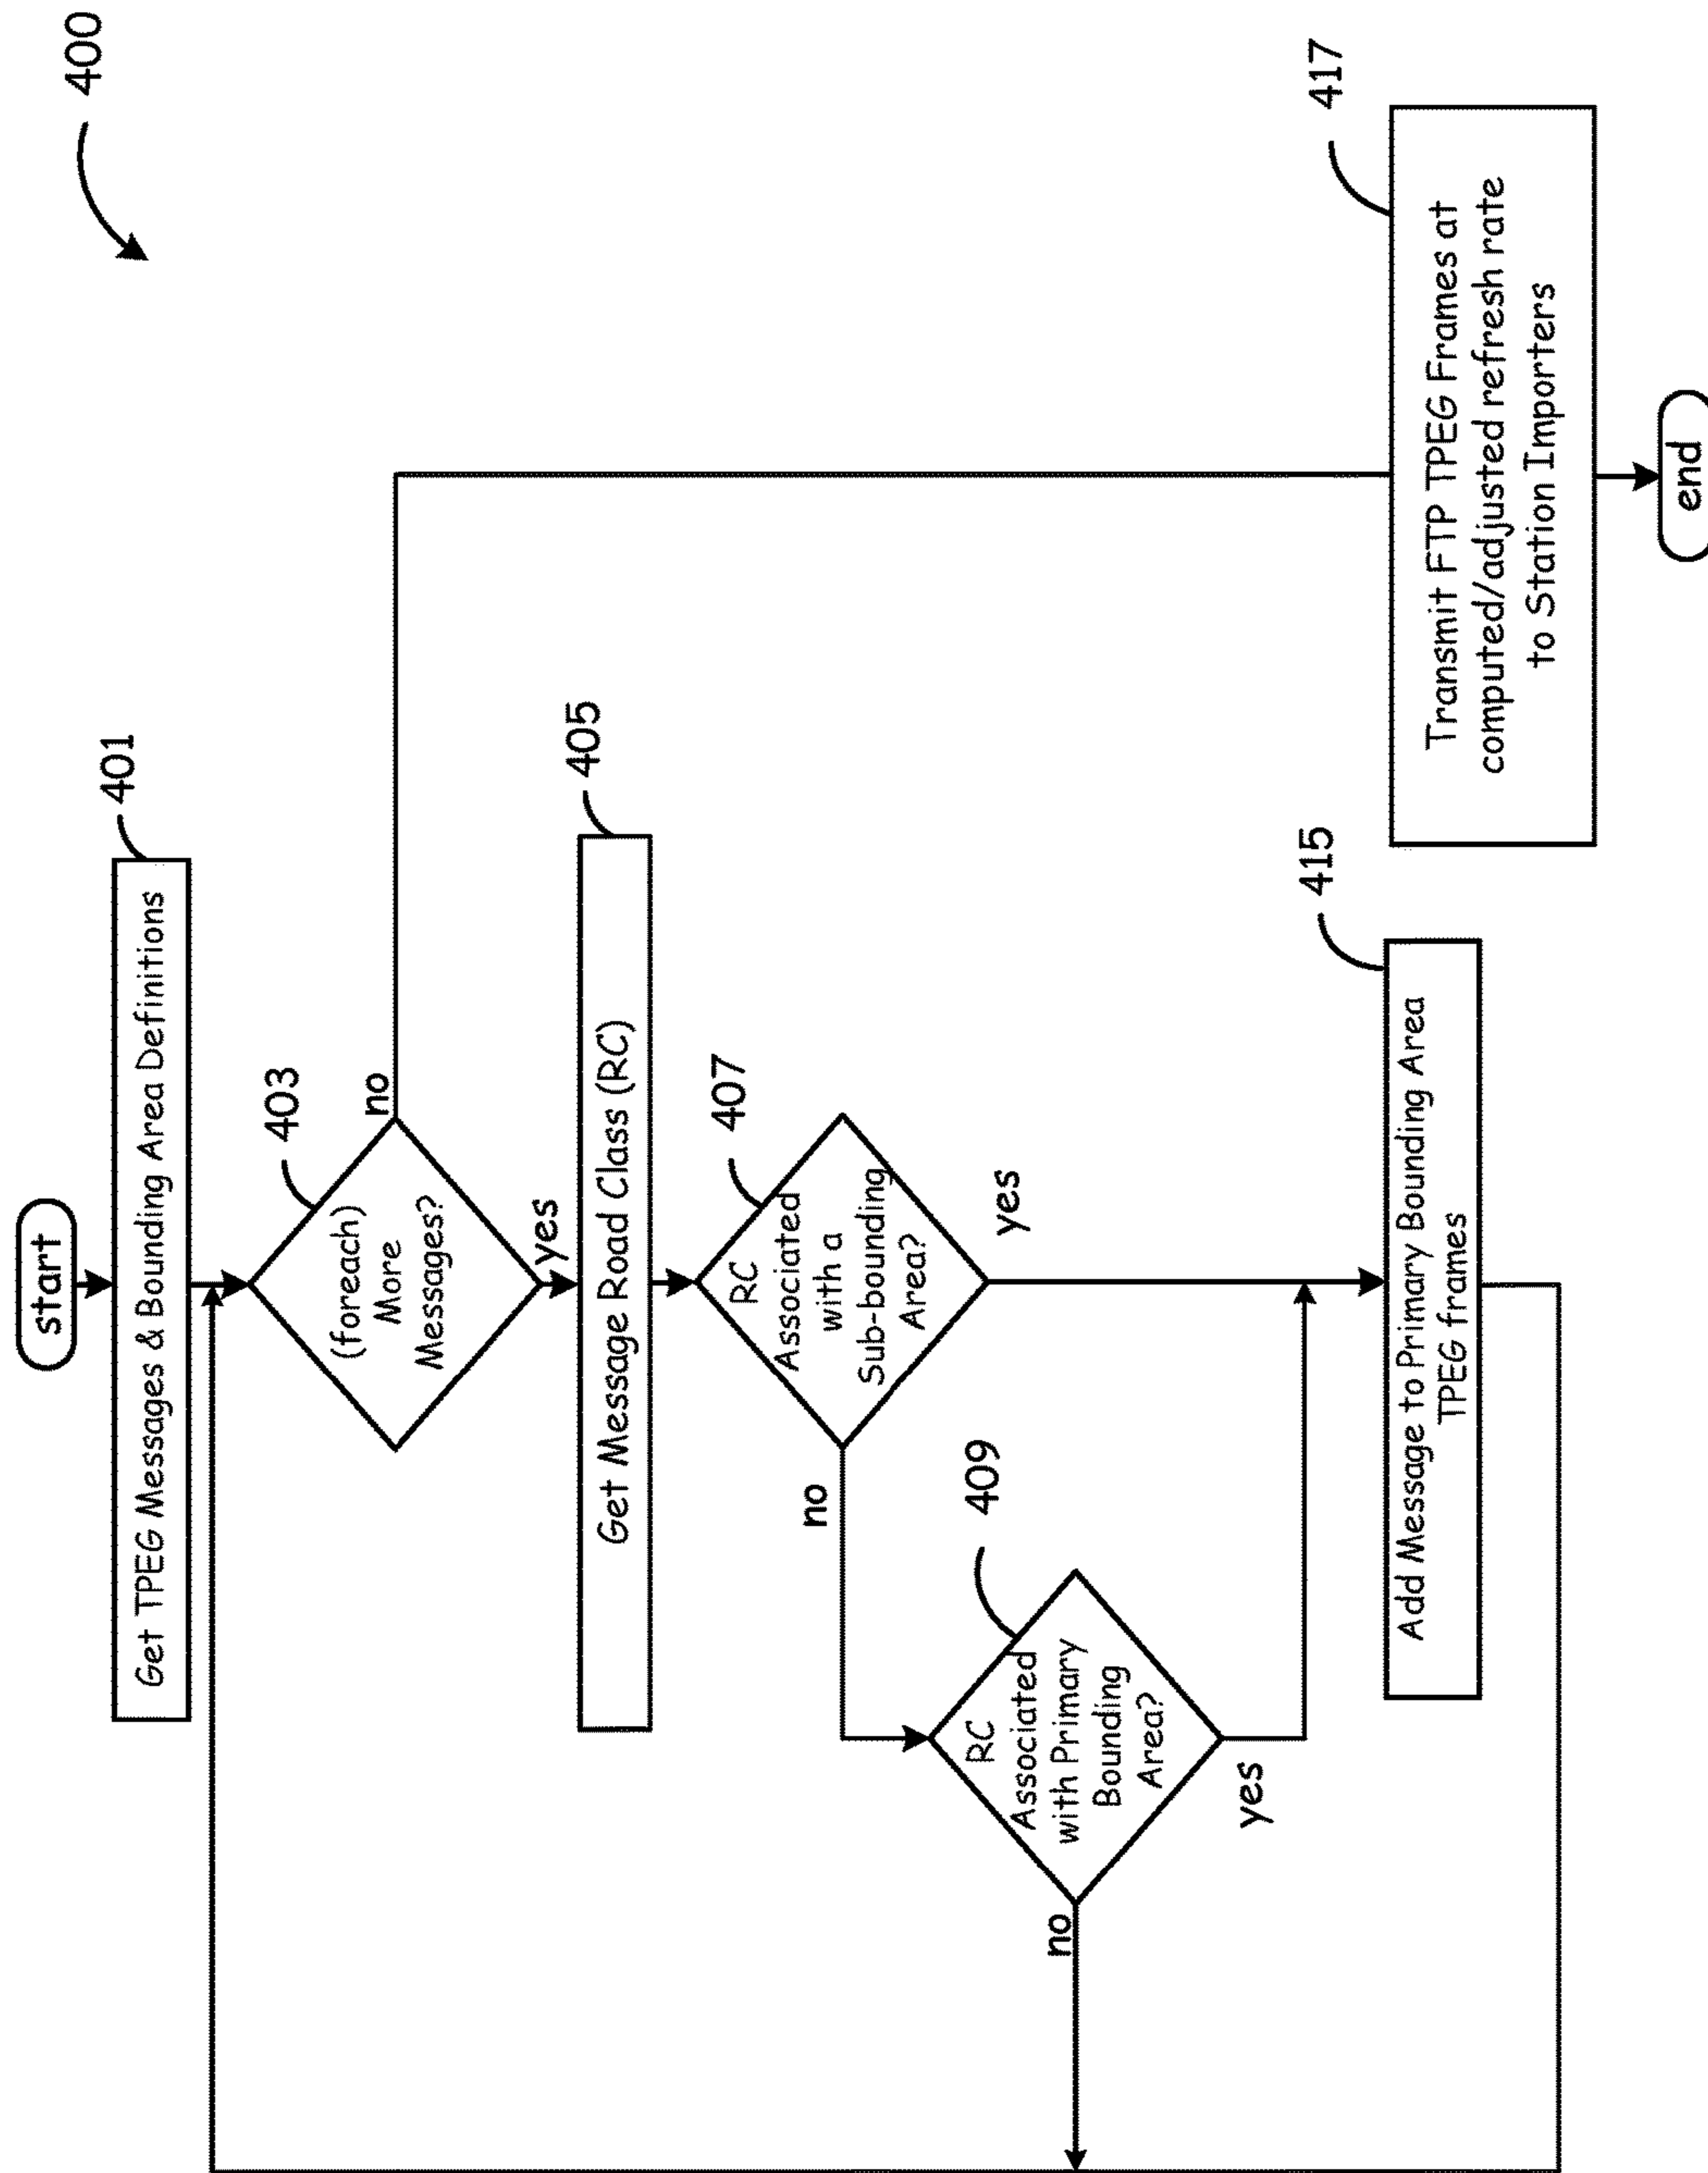 400
start
401
Get TPEG Messages & Bounding Area Definitions
403
(foreach)
More
Messages?
no
yes
405
Get Message Road Class (RC)
407
RC
Associated
with a
Sub-bounding
Area?
no
yes
409
RC
Associated
with Primary
Bounding
Area?
no
yes
415
Add Message to Primary Bounding Area
TPEG frames
417
Transmit FTP TPEG Frames at
computed/adjusted refresh rate
to Station Importers
end